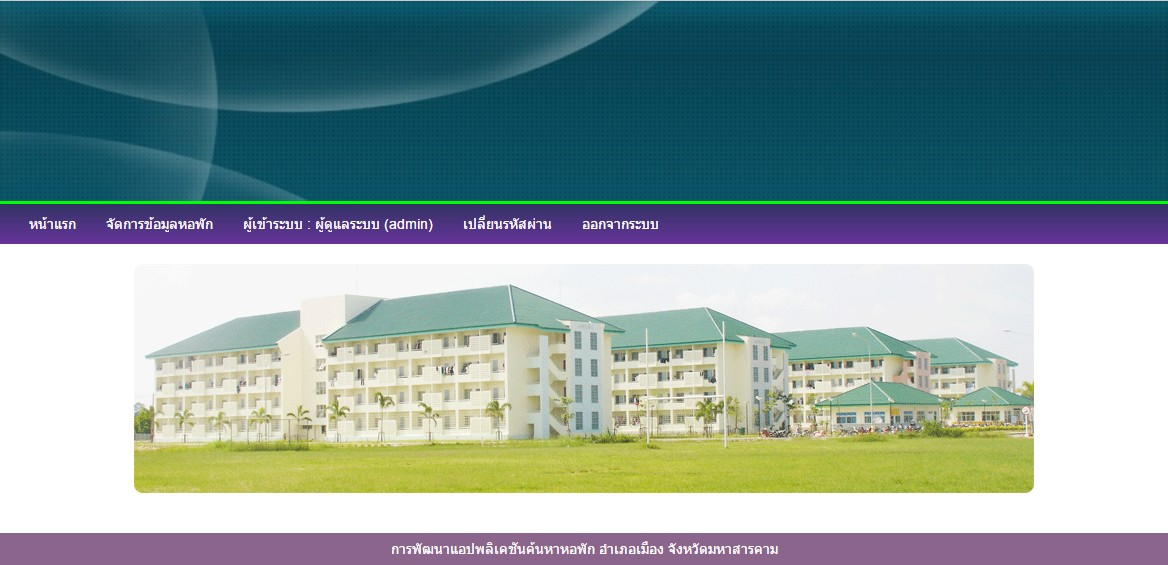 หน้าแรก จัดการข้อมูลหอพัก ผู้เข้าระบบ : ผู้ดูแลระบบ (admin) เปลี่ยนรหัสผ่าน ออกจากระบบ
การพัฒนาแอปพลิเคชันค้นหาหอพัก อำเภอเมือง จังหวัดมหาสารคาม